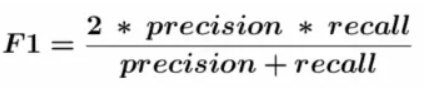 F1 = 2 * precision * recall / precision + recall